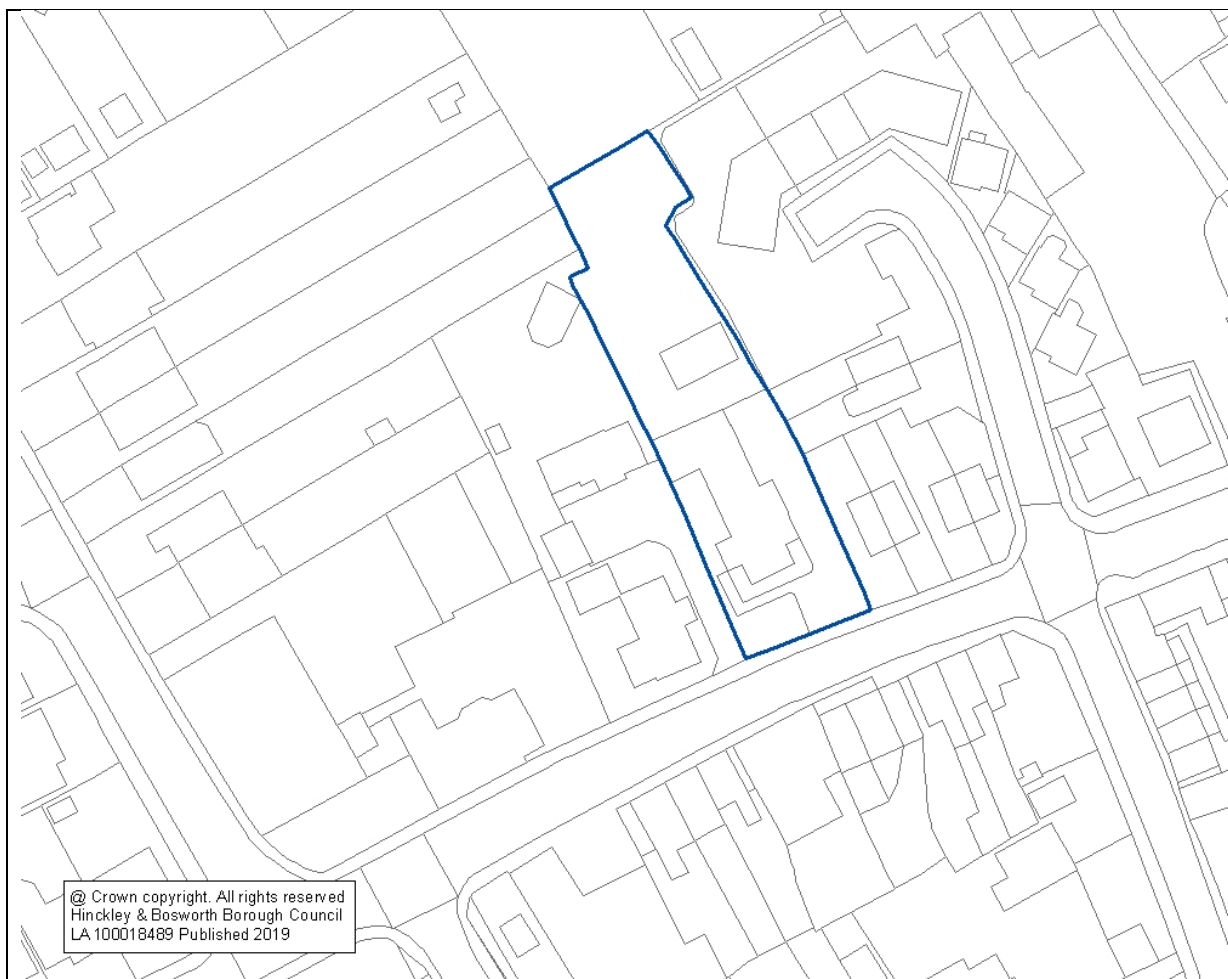 @ Crown copyright. All rights reserved
Hinckley & Bosworth Borough Council
LA 100018489 Published 2019